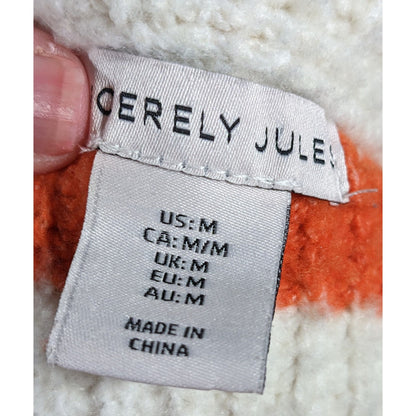 CERELY JULES
US: M
CA: M/M
UK: M
EU: M
AU: M
MADE IN
CHINA